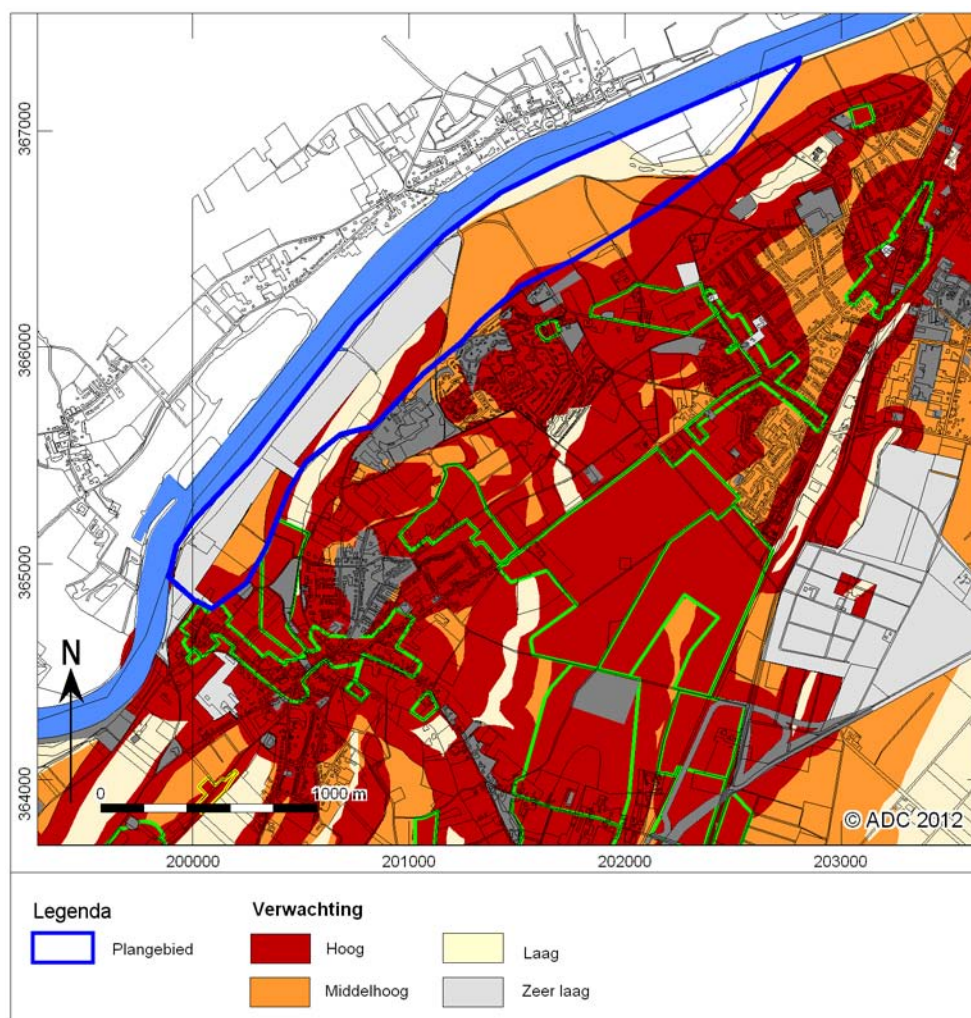 367000
366000
365000
364000
N
0
1000 m
© ADC 2012
200000
201000
202000
203000
Legenda
Verwachting
Plangebied
Hoog
Laag
Middelhoog
Zeer laag